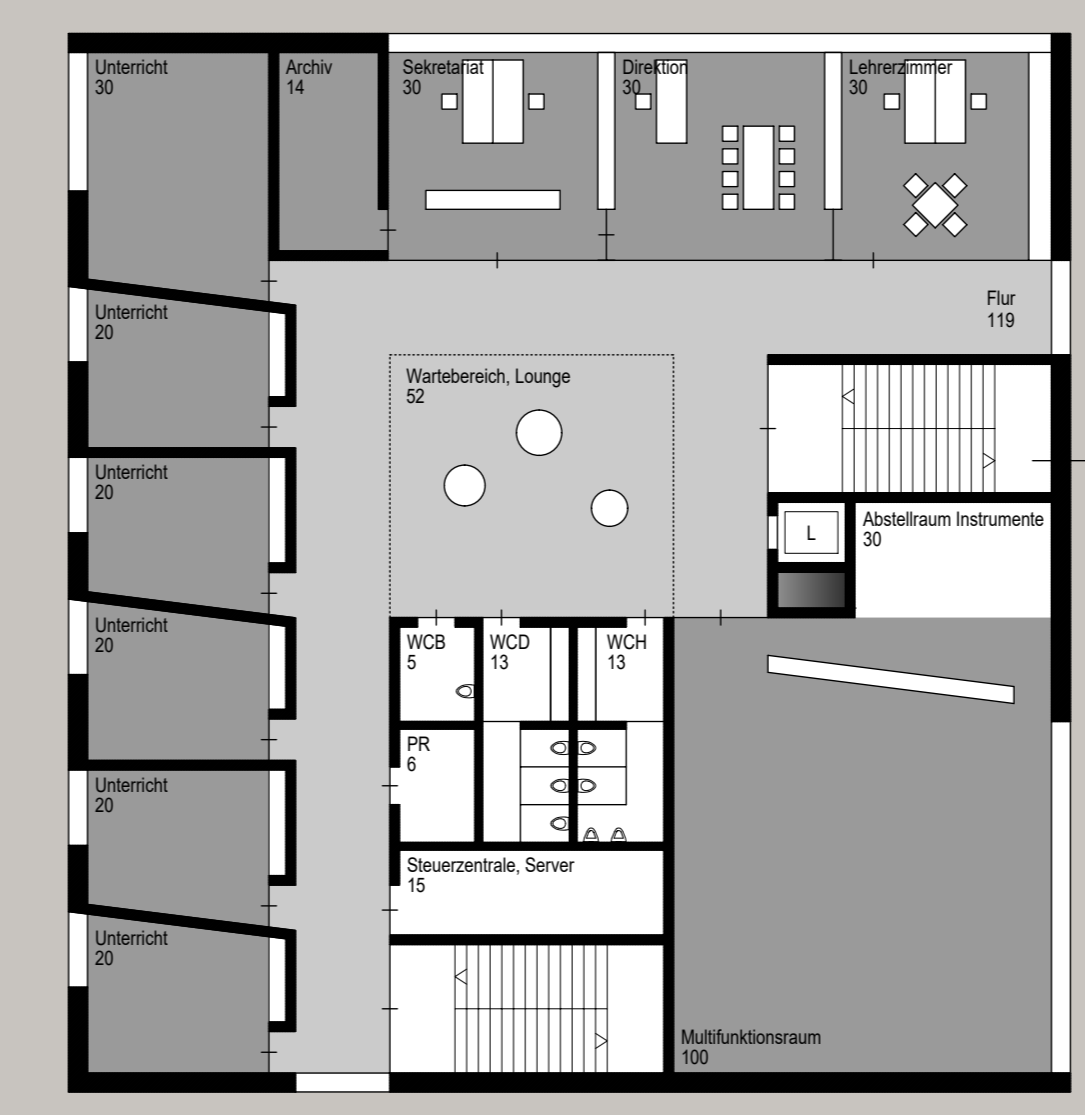 Unterricht
30
Archiv
14
Sekretariat
30
Direktion
30
Lehrerzimmer
30
Flur
119
Unterricht
20
Wartebereich, Lounge
52
Unterricht
20
L
Abstellraum Instrumente
30
Unterricht
20
WCB
5
WCD
13
WCH
13
PR
6
Unterricht
20
Steuerzentrale, Server
15
Unterricht
20
Multifunktionsraum
100